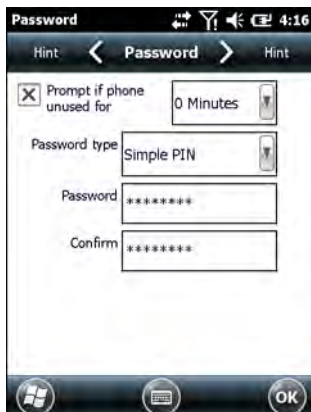 Password 4:16
Hint Password Hint
Prompt if phone
unused for
0 Minutes
Password type
Simple PIN
Password ********
Confirm ********
OK